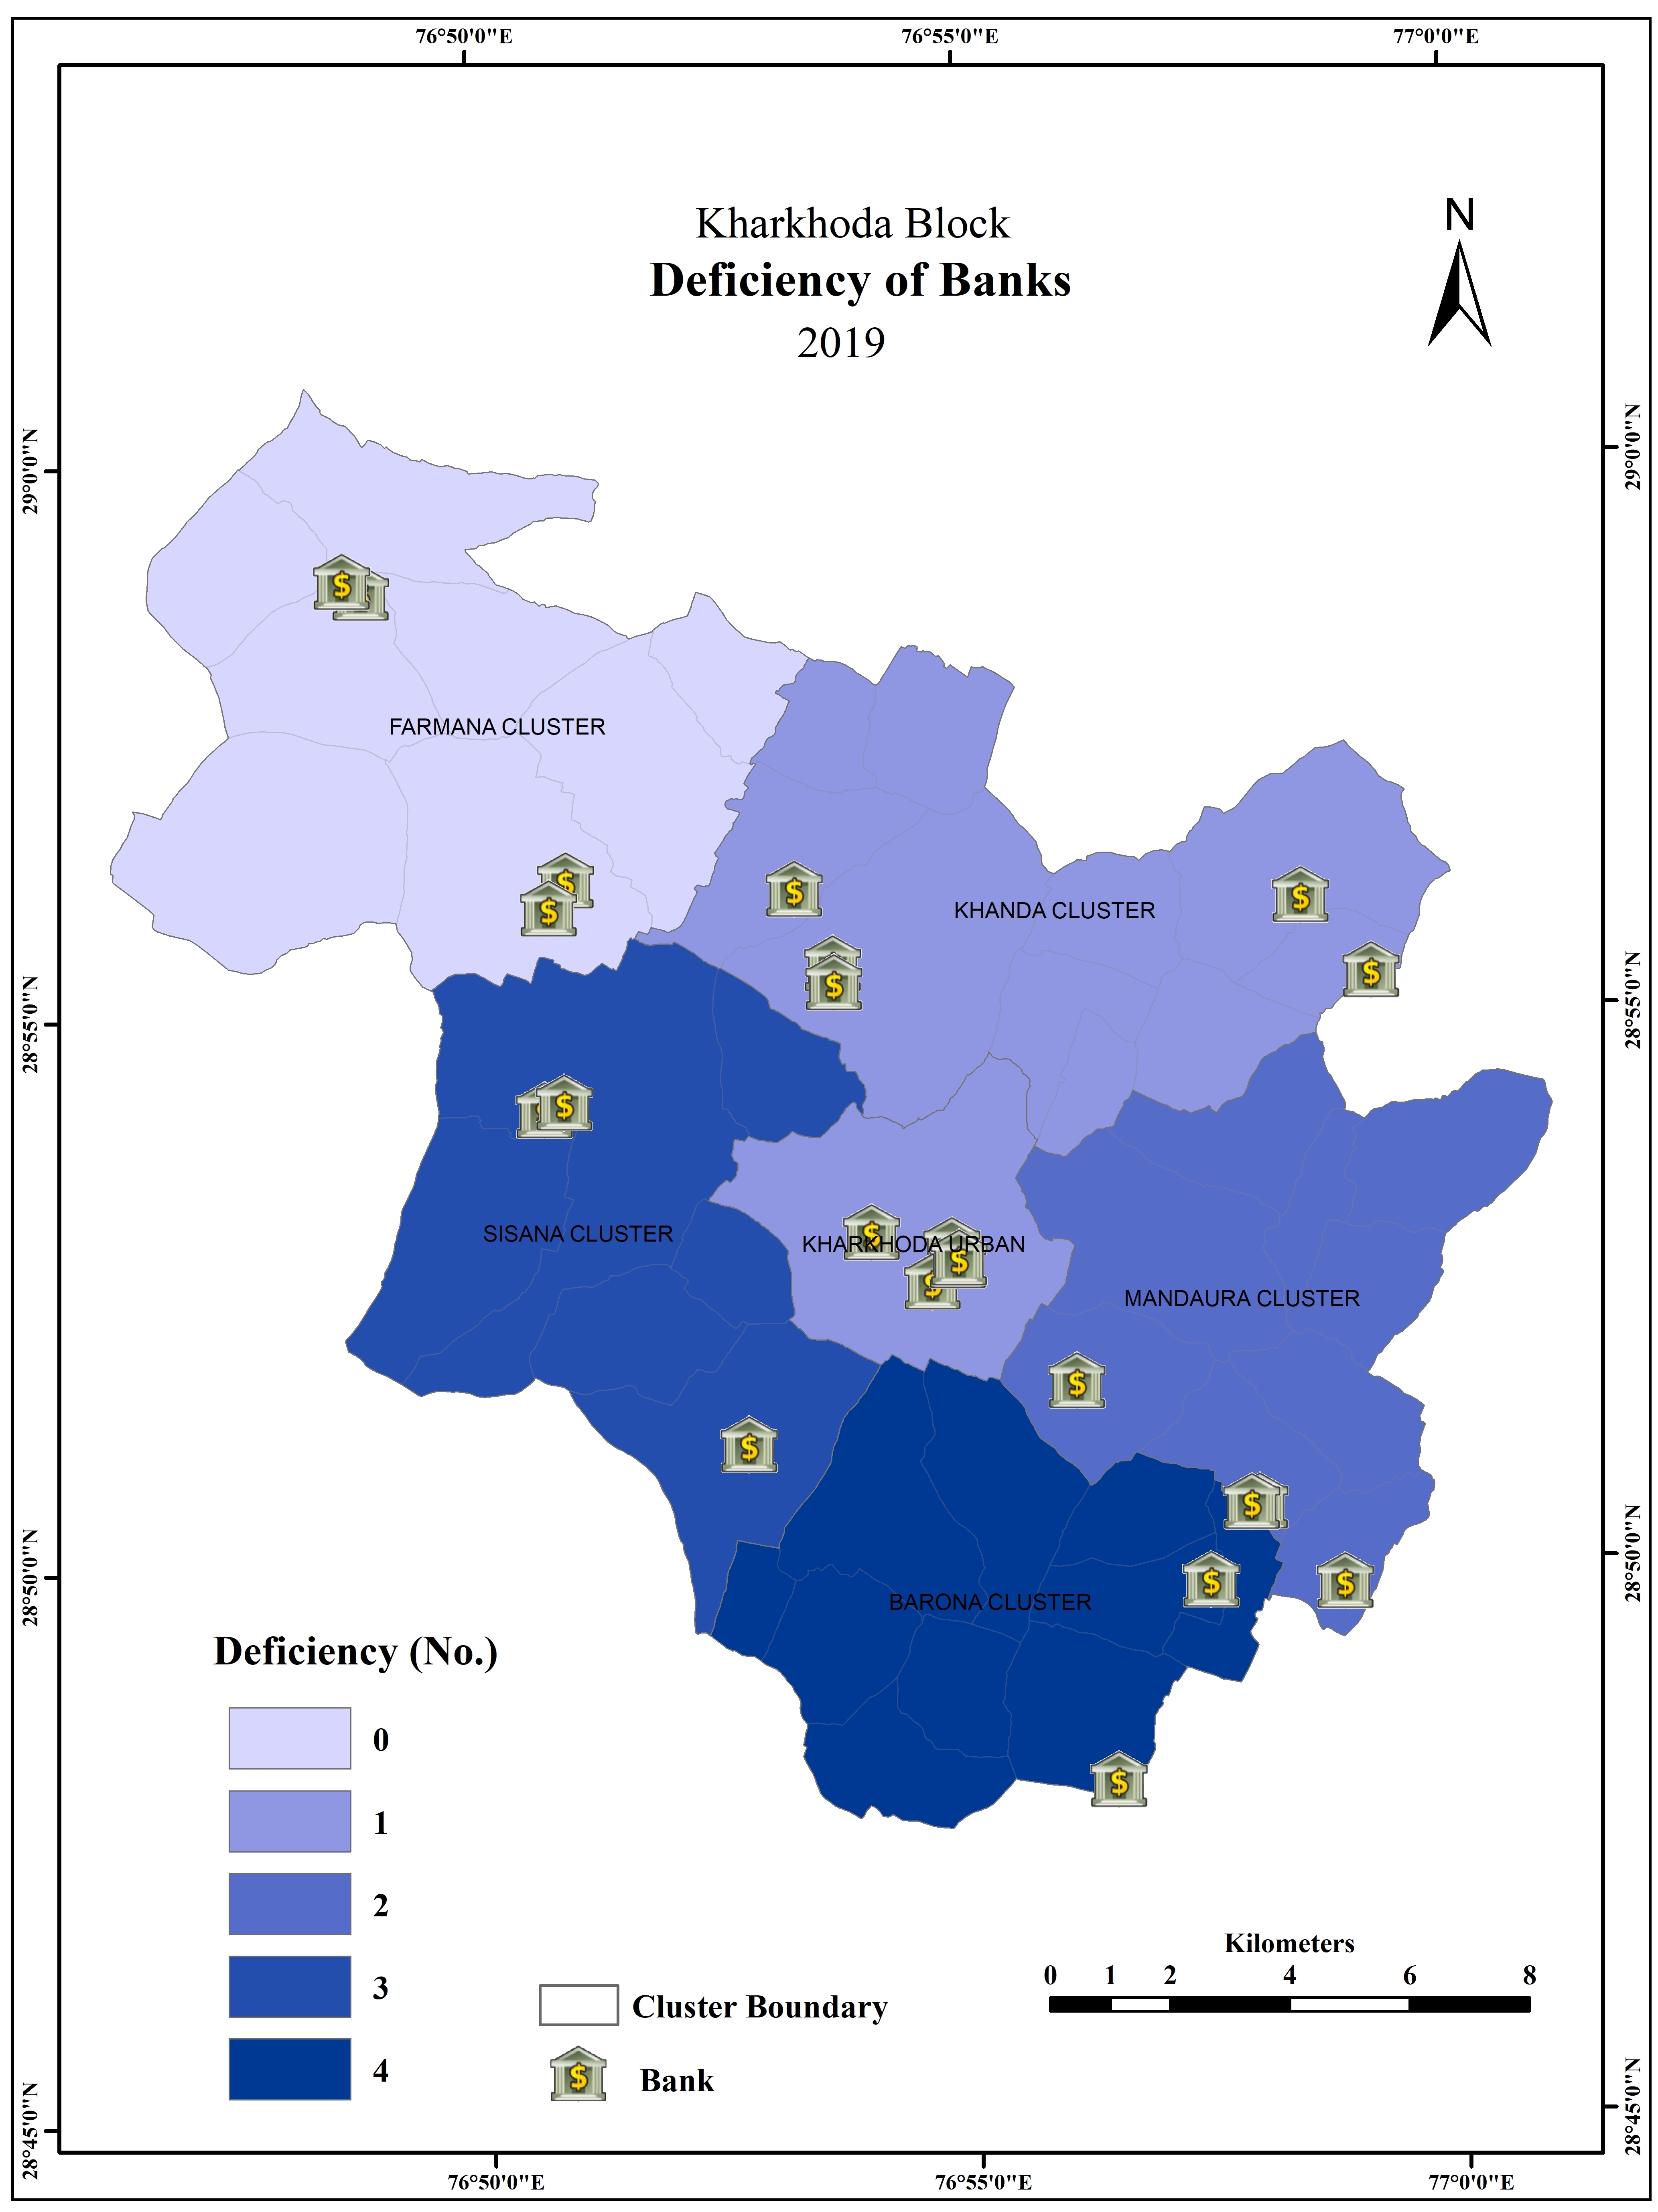 76°50'0"E 76°55'0"E 77°0'0"E
Kharkhoda Block
Deficiency of Banks
2019
N
29°0'0"N
29°0'0"N
FARMANA CLUSTER
KHANDA CLUSTER
28°55'0"N
28°55'0"N
SISANA CLUSTER
KHARKHODA URBAN
MANDAURA CLUSTER
28°50'0"N
28°50'0"N
BARONA CLUSTER
Deficiency (No.)
0
1
2
3
4
Cluster Boundary
Bank
Kilometers
0 1 2 4 6 8
28°45'0"N
28°45'0"N
76°50'0"E 76°55'0"E 77°0'0"E